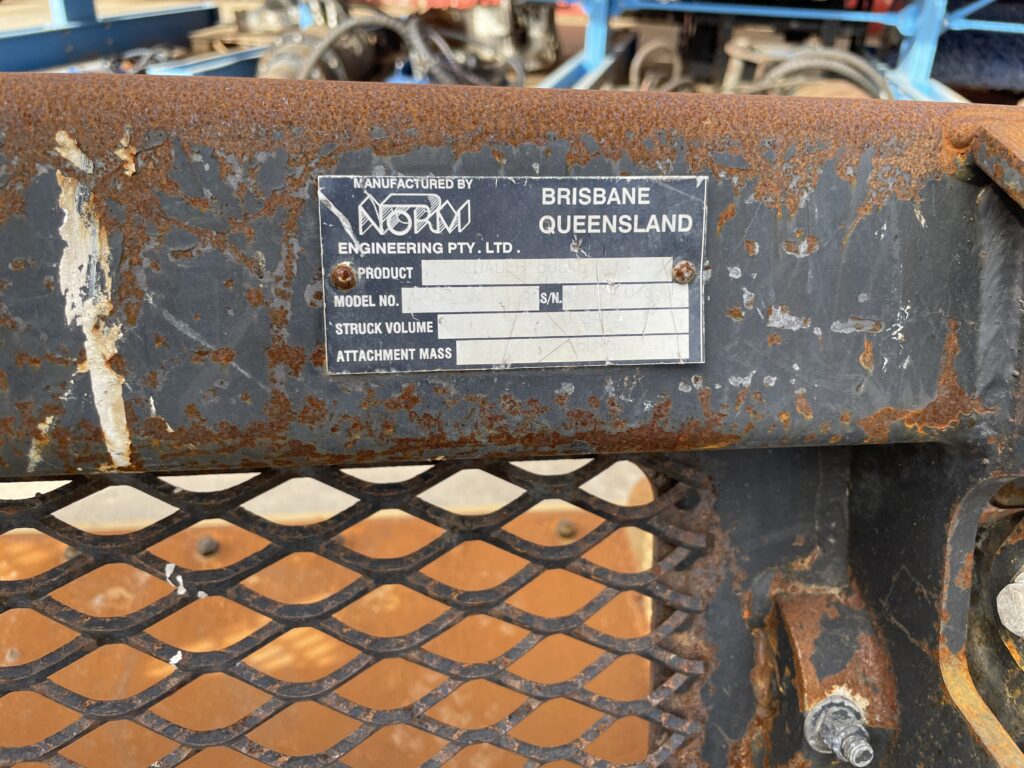 MANUFACTURED BY
NORM
ENGINEERING PTY. LTD.
BRISBANE
QUEENSLAND
PRODUCT
MODEL NO. S/N.
STRUCK VOLUME
ATTACHMENT MASS